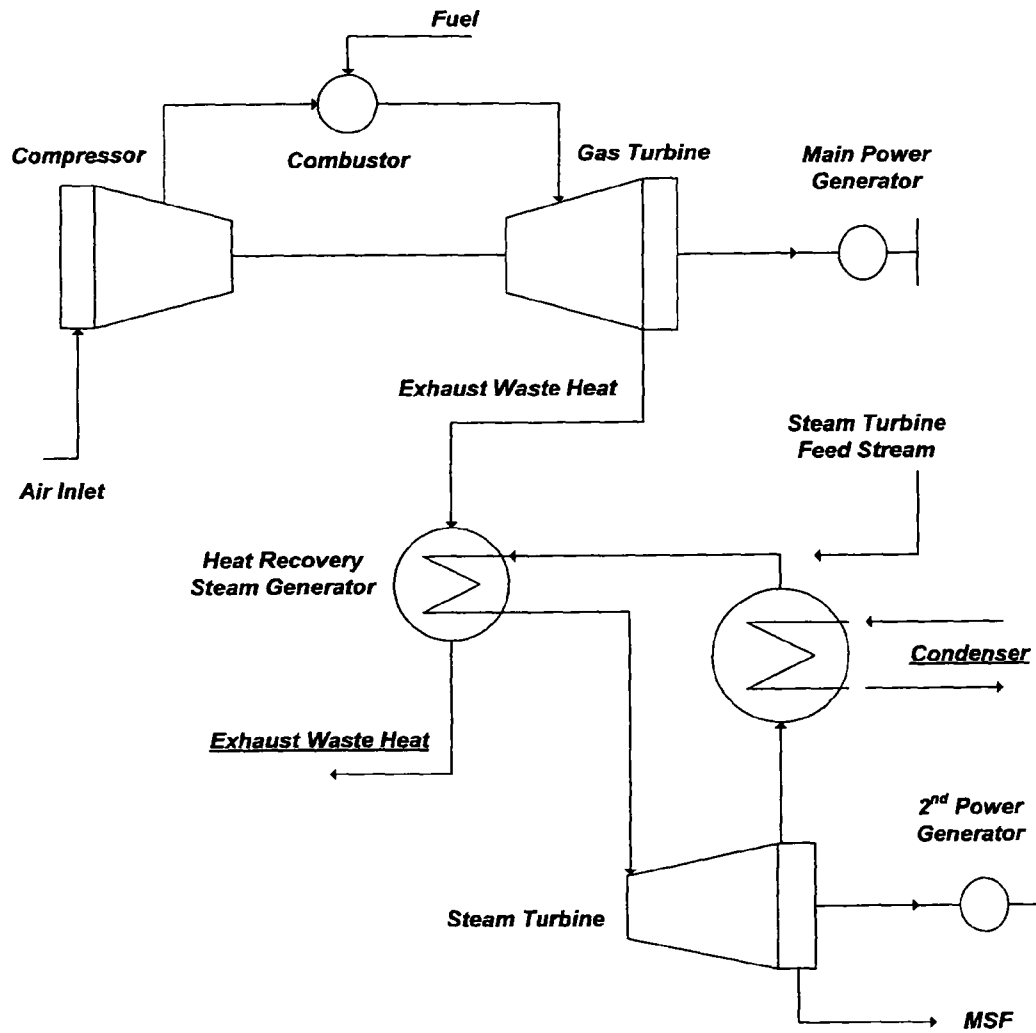 Fuel
Compressor
Combustor
Gas Turbine
Main Power
Generator
Exhaust Waste Heat
Air Inlet
Steam Turbine
Feed Stream
Heat Recovery
Steam Generator
Condenser
Exhaust Waste Heat
2nd Power
Generator
Steam Turbine
MSF